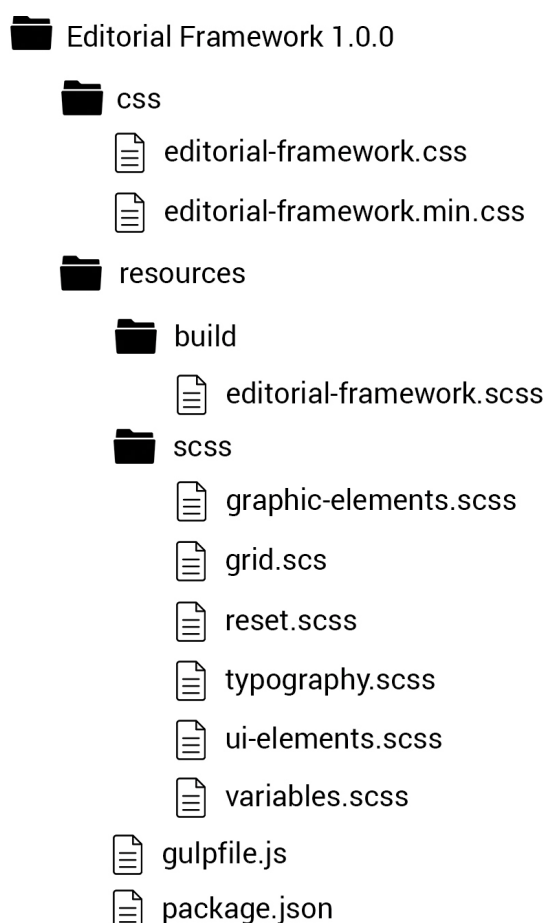 Editorial Framework 1.0.0
css
editorial-framework.css
editorial-framework.min.css
resources
build
editorial-framework.scss
scss
graphic-elements.scss
grid.scs
reset.scss
typography.scss
ui-elements.scss
variables.scss
gulpfile.js
package.json